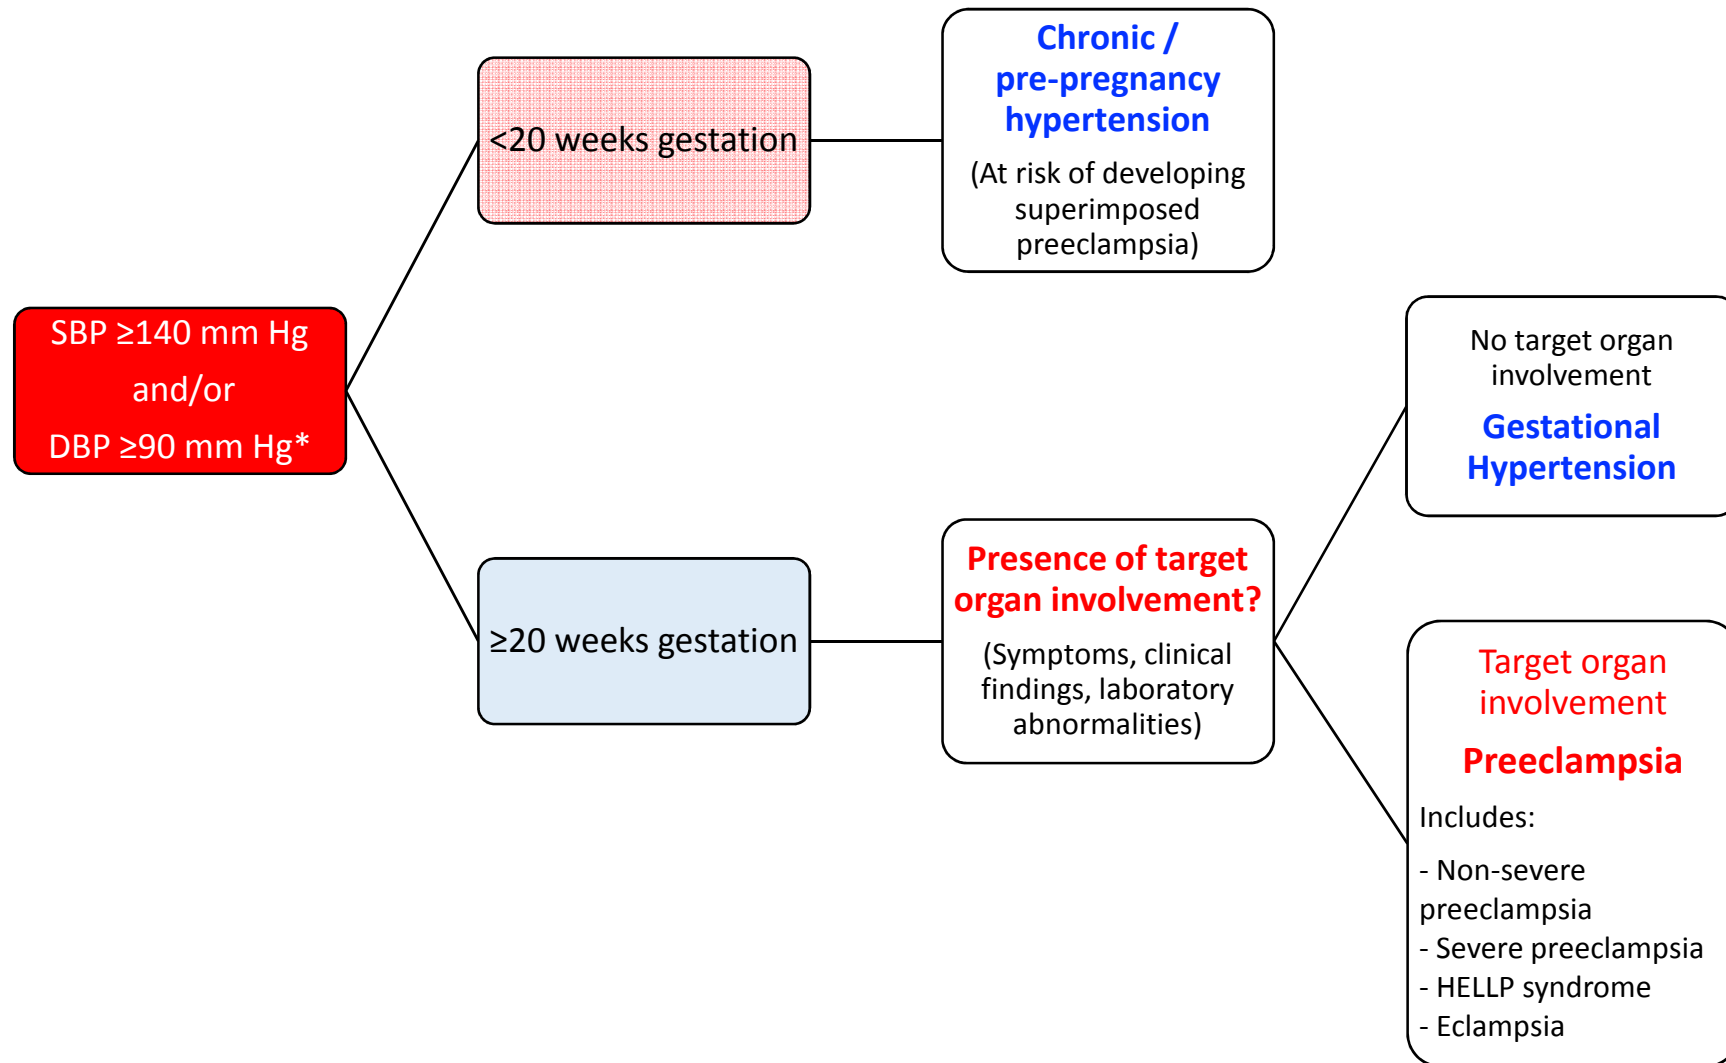 SBP ≥140 mm Hg
and/or
DBP ≥90 mm Hg*
<20 weeks gestation
Chronic /
pre-pregnancy
hypertension
(At risk of developing
superimposed
preeclampsia)
≥20 weeks gestation
Presence of target
organ involvement?
(Symptoms, clinical
findings, laboratory
abnormalities)
No target organ
involvement
Gestational
Hypertension
Target organ
involvement
Preeclampsia
Includes:
- Non-severe
preeclampsia
- Severe preeclampsia
- HELLP syndrome
- Eclampsia